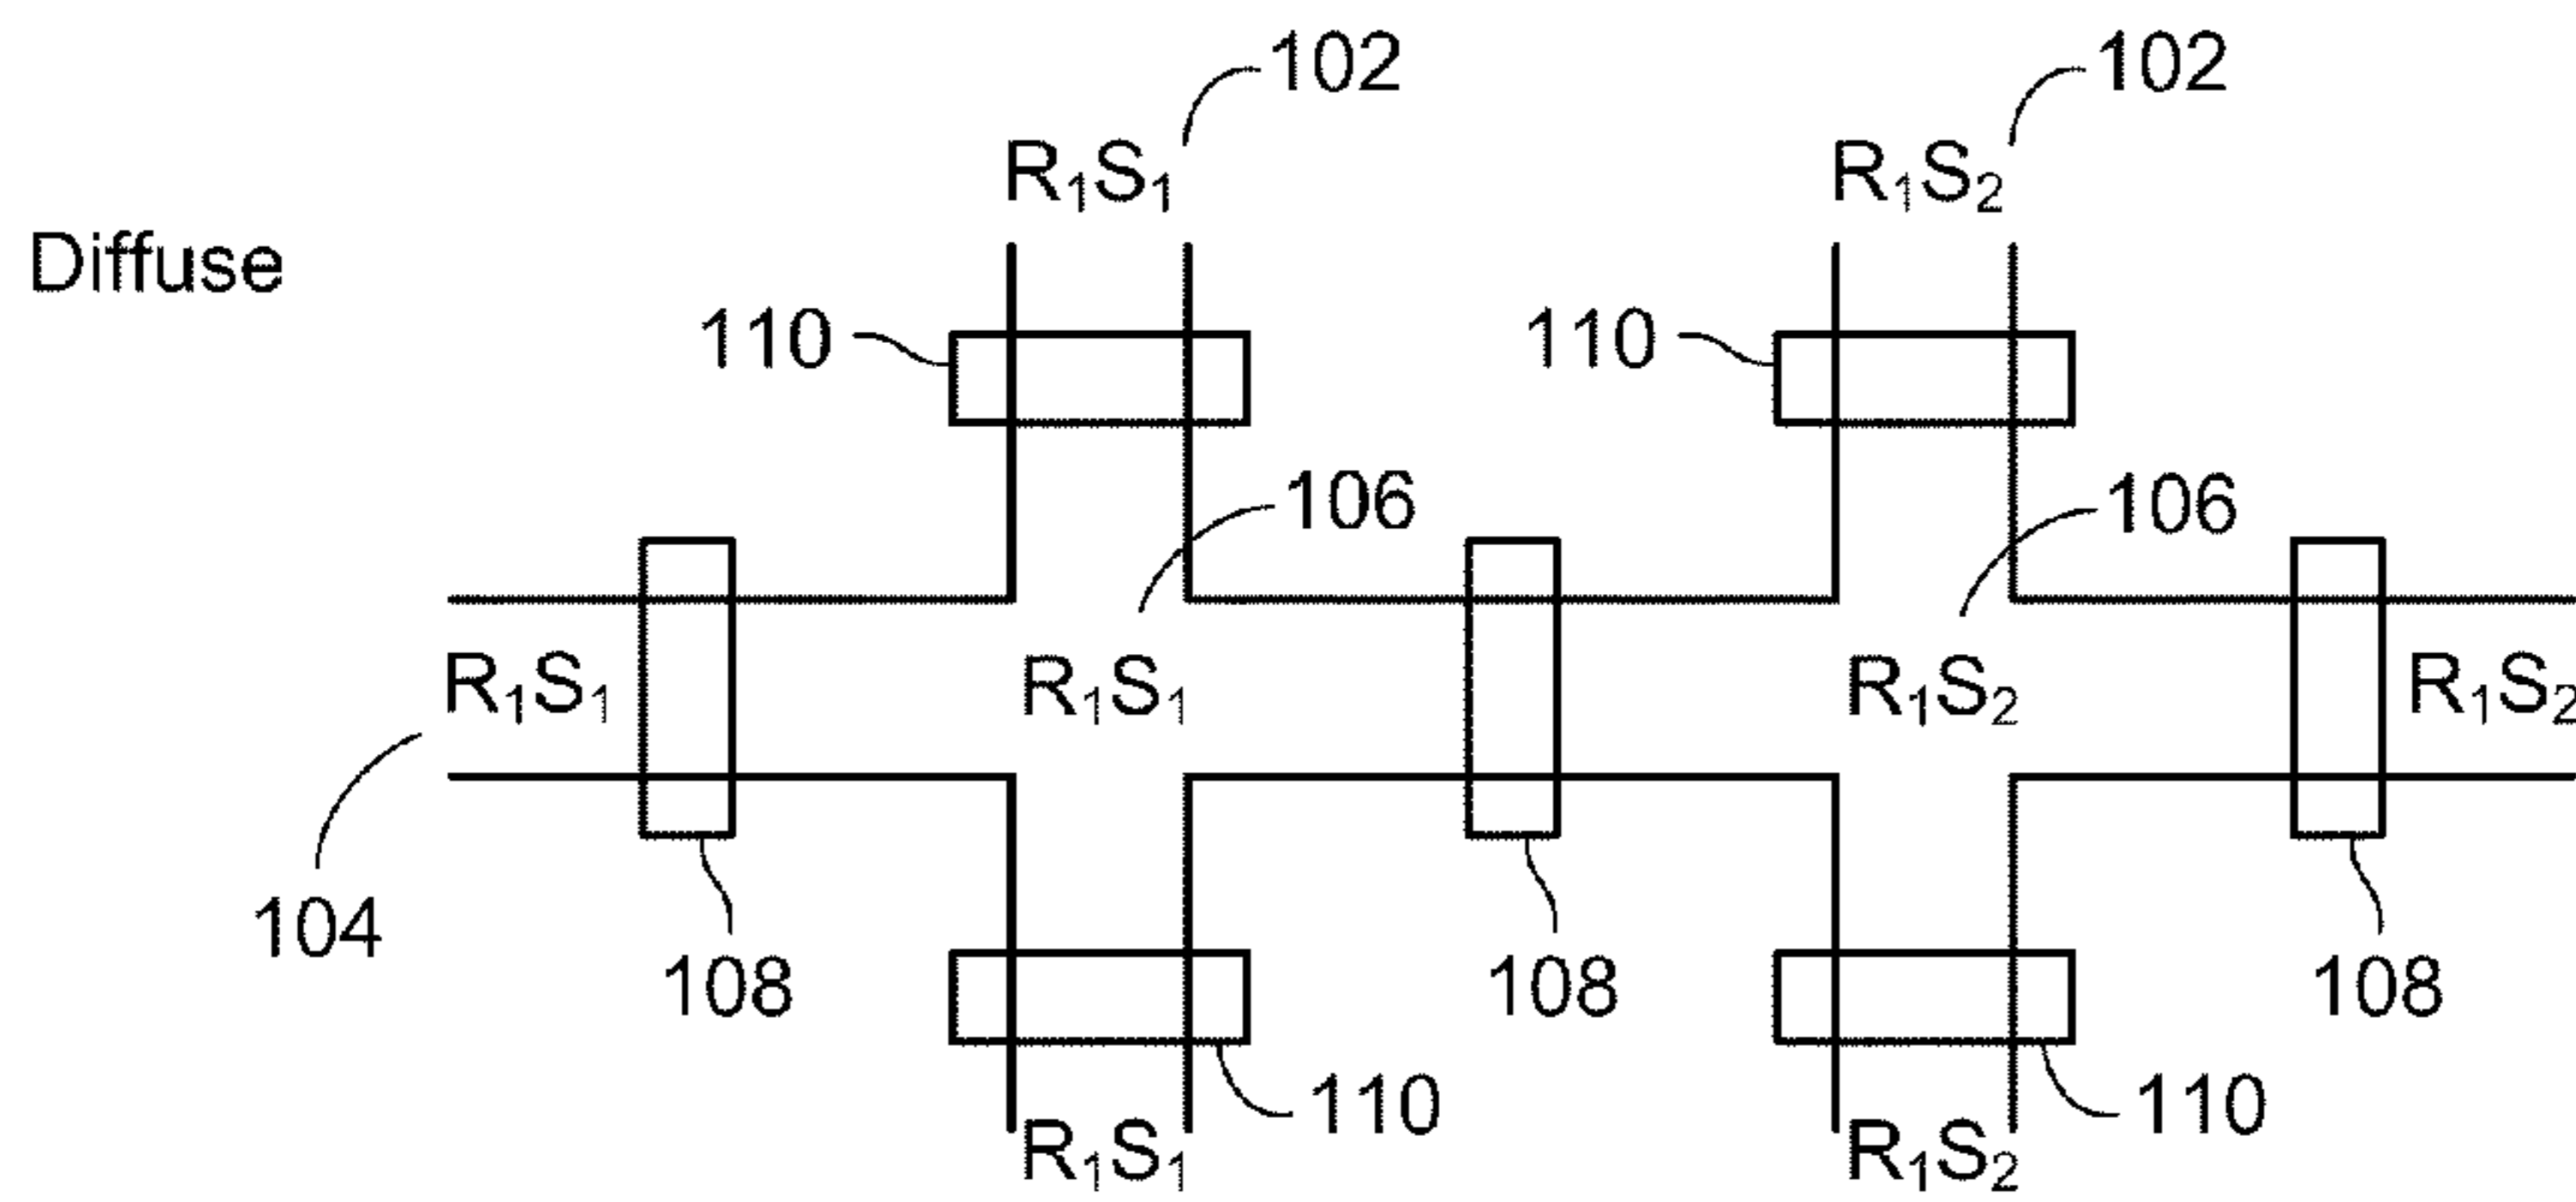 102 102
R₁S₁ R₁S₂
Diffuse
110 110
106 106
R₁S₁ R₁S₁ R₁S₂ R₁S₂
104 108 108 108
110 110
R₁S₁ R₁S₂